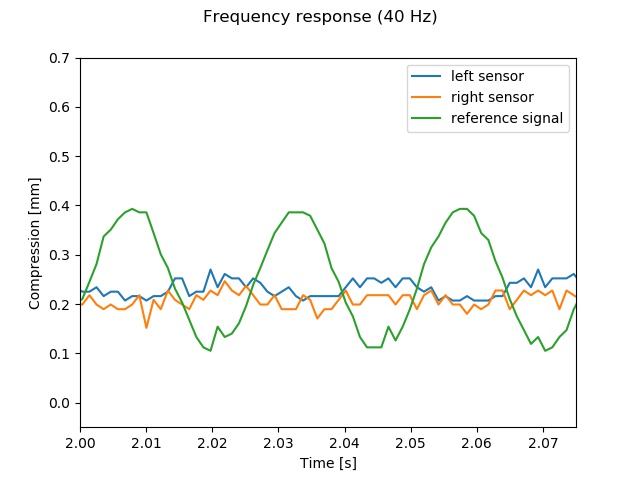 Frequency response (40 Hz)
0.7
0.6
0.5
0.4
0.3
0.2
0.1
0.0
Compression [mm]
left sensor
right sensor
reference signal
2.00
2.01
2.02
2.03
2.04
2.05
2.06
2.07
Time [s]